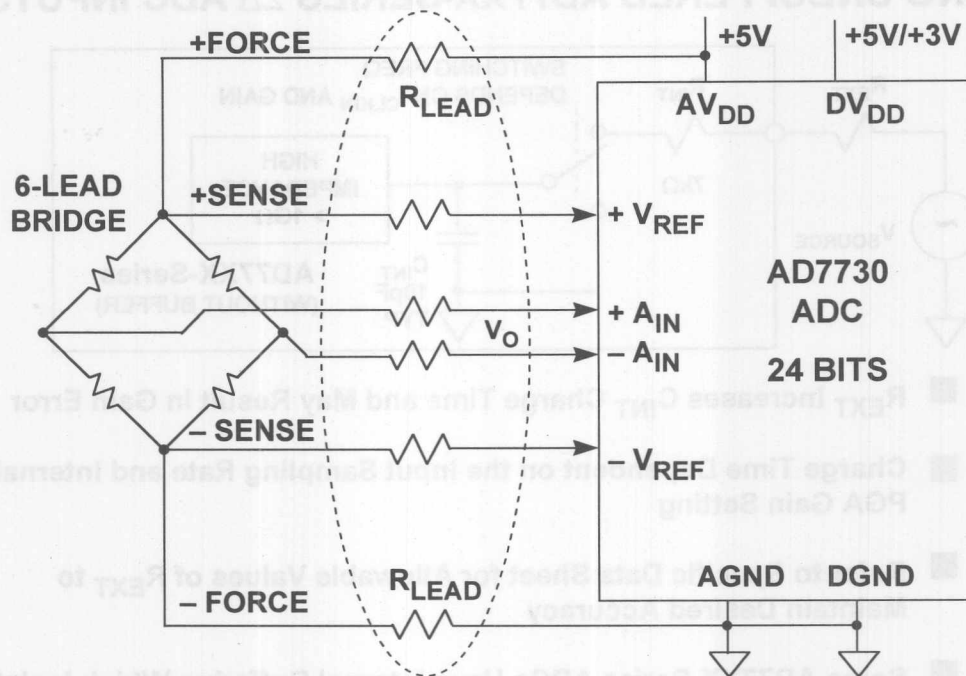 +5V
+5V/+3V
+FORCE
R_LEAD
AV_DD
DV_DD
6-LEAD
BRIDGE
+SENSE
+ V_REF
AD7730
ADC
24 BITS
+ A_IN
V_O
– A_IN
– SENSE
– V_REF
R_LEAD
– FORCE
AGND
DGND